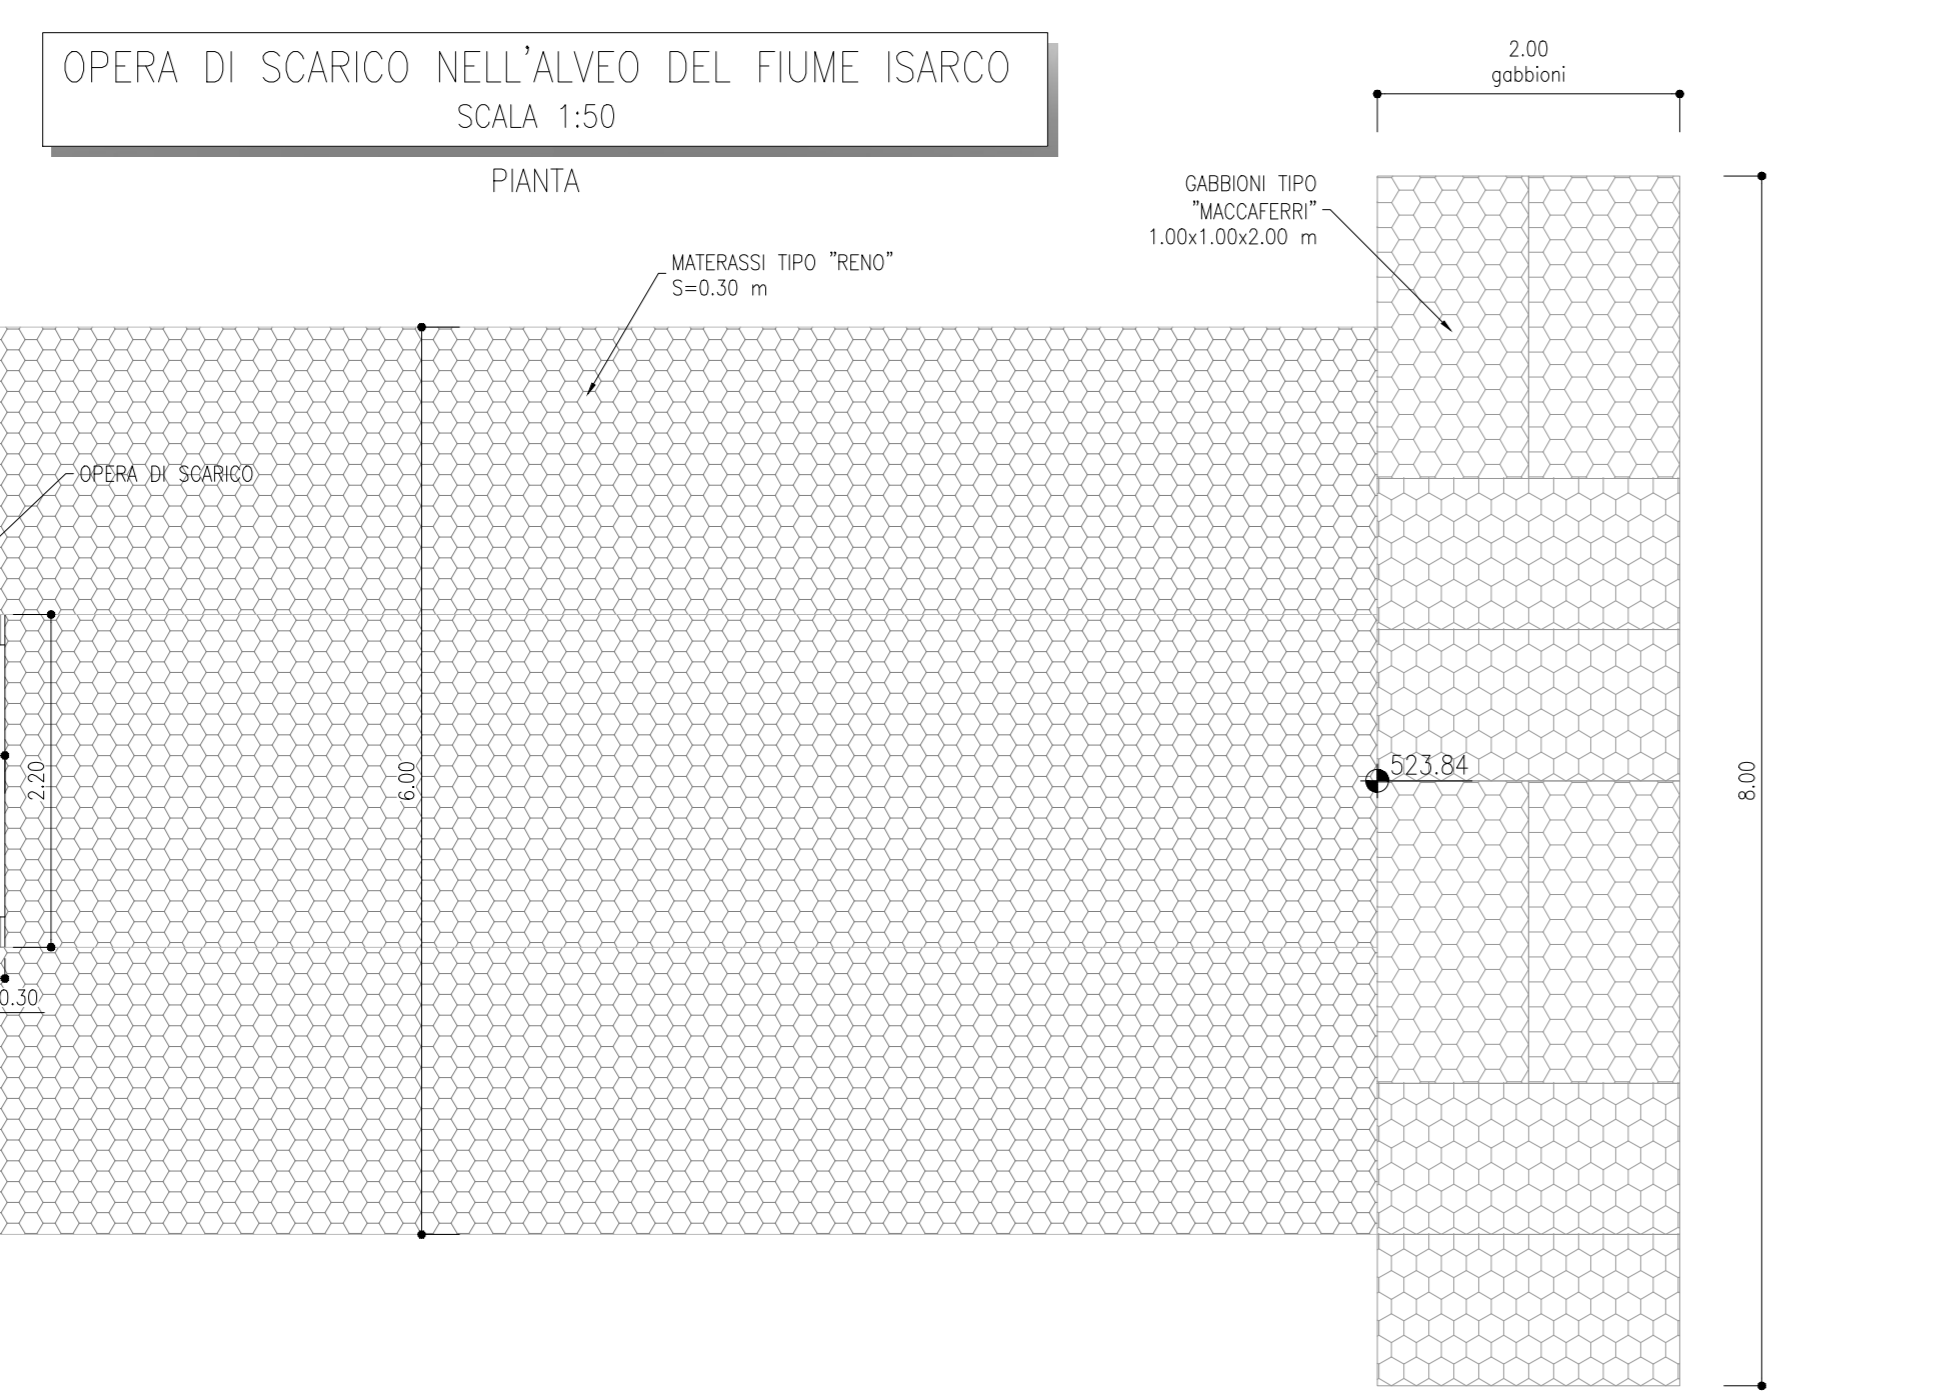 OPERA DI SCARICO NELL'ALVEO DEL FIUME ISARCO
SCALA 1:50
PIANTA
2.00
gabbioni
GABBIONI TIPO
"MACCAFERRI"
1.00x1.00x2.00 m
MATERASSI TIPO "RENO"
S=0.30 m
OPERA DI SCARICO
2.20
6.00
523.84
8.00
0.30